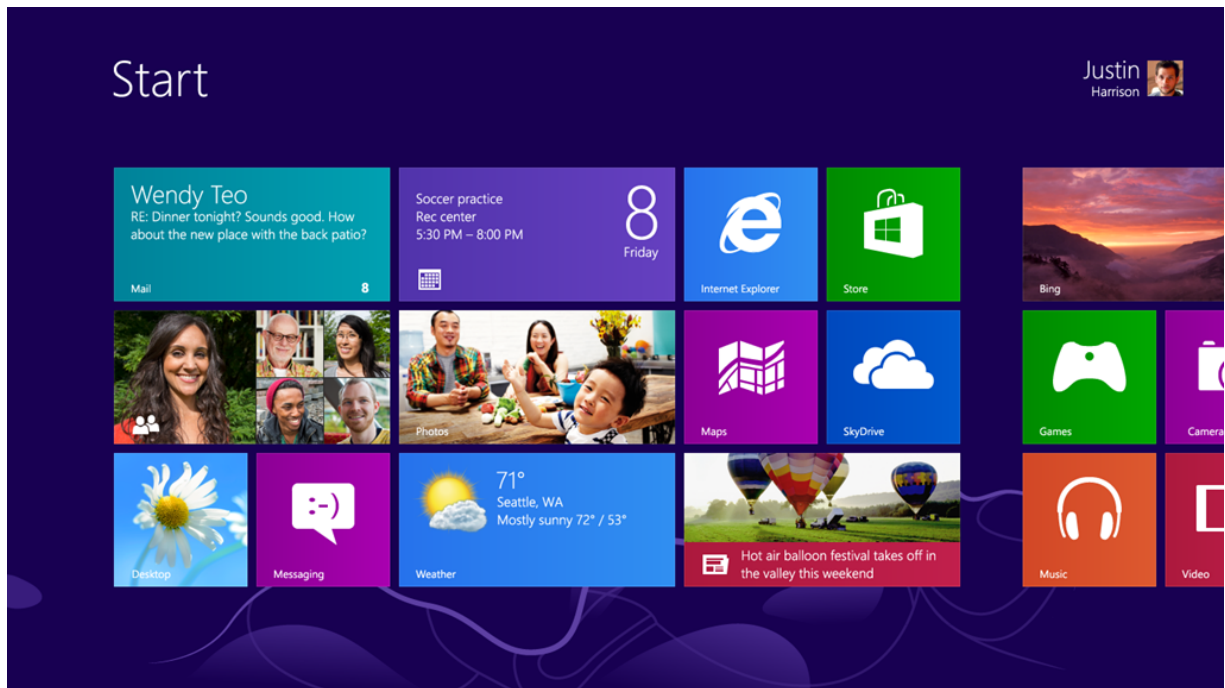 Start
Justin
Harrison
Wendy Teo
RE: Dinner tonight? Sounds good. How
about the new place with the back patio?
Mail
8
Soccer practice
Rec center
5:30 PM – 8:00 PM
8
Friday
Internet Explorer
Store
Bing
Photos
Maps
SkyDrive
Games
Camera
Desktop
:-)
Messaging
71°
Seattle, WA
Mostly sunny 72° / 53°
Weather
Hot air balloon festival takes off in
the valley this weekend
Music
Video